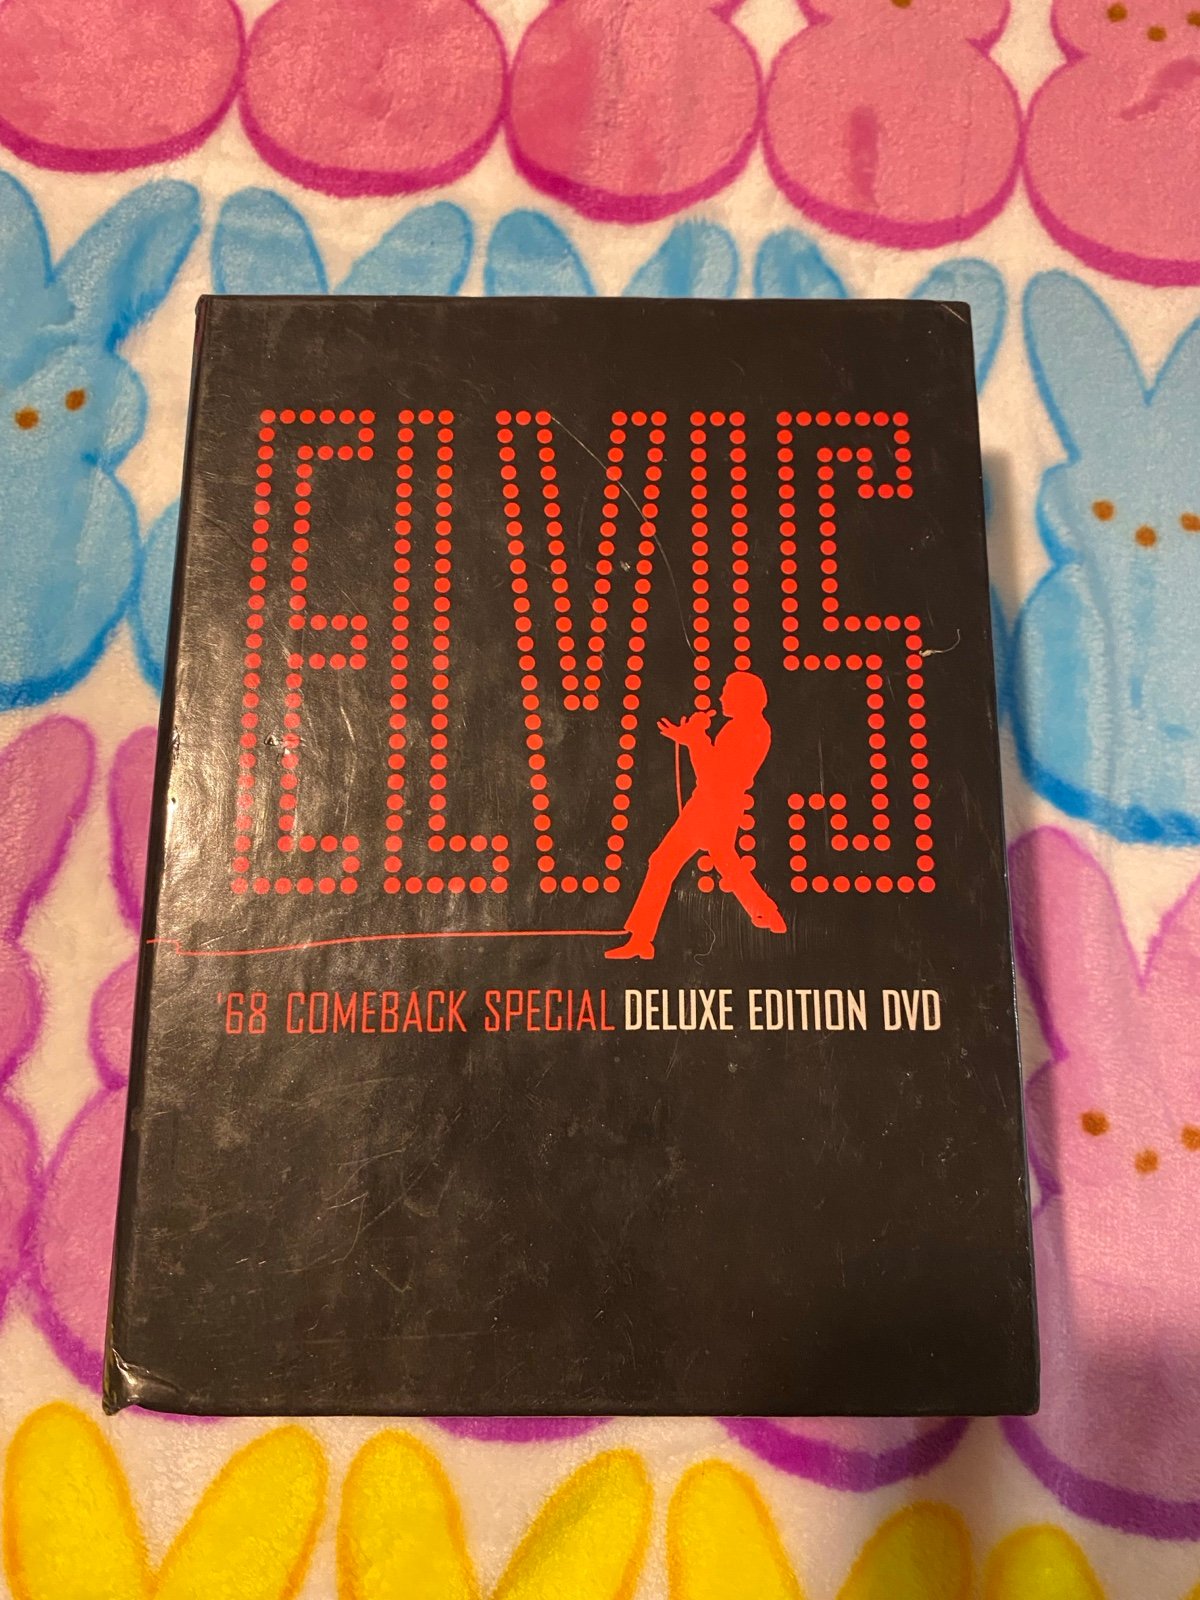 ELVIS
'68 COMEBACK SPECIAL DELUXE EDITION DVD